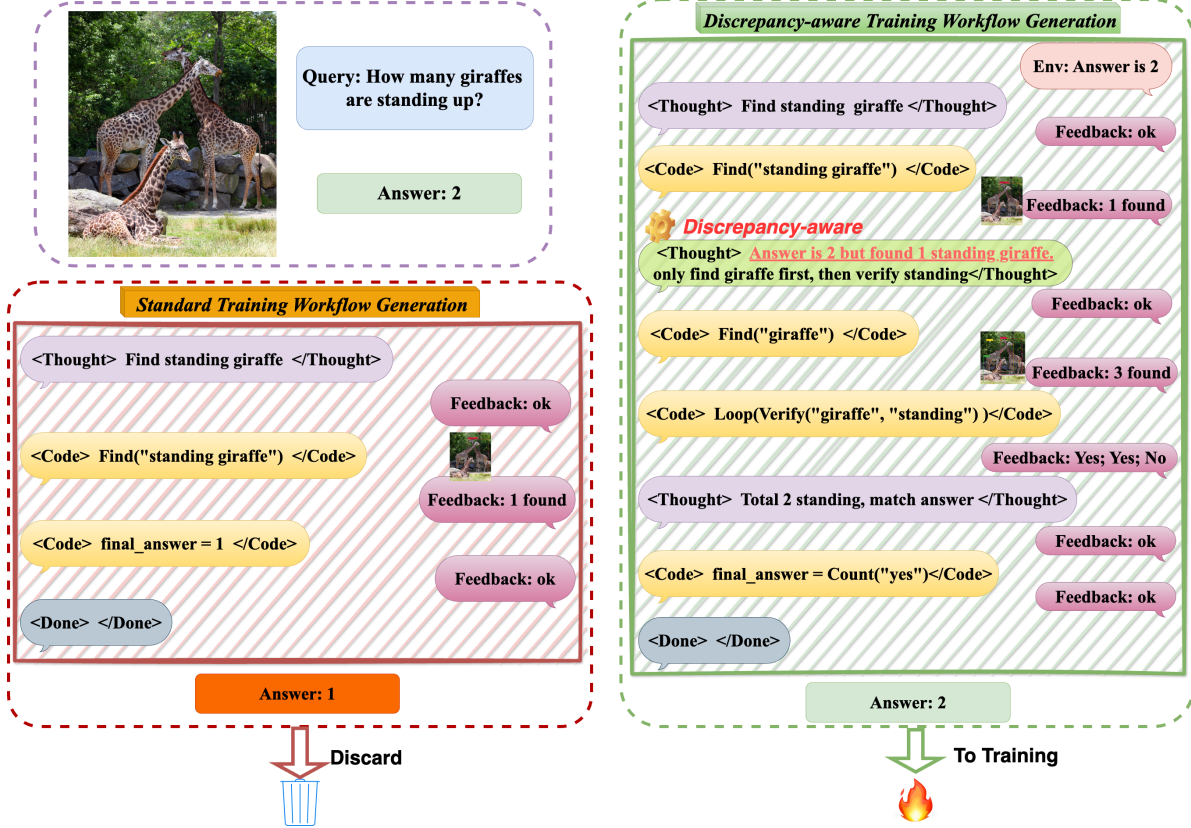 Query: How many giraffes
are standing up?
Answer: 2
Standard Training Workflow Generation
<Thought> Find standing giraffe </Thought>
Feedback: ok
<Code> Find("standing giraffe") </Code>
Feedback: 1 found
<Code> final_answer = 1 </Code>
Feedback: ok
<Done> </Done>
Answer: 1
Discard
Discrepancy-aware Training Workflow Generation
Env: Answer is 2
<Thought> Find standing giraffe </Thought>
Feedback: ok
<Code> Find("standing giraffe") </Code>
Feedback: 1 found
Discrepancy-aware
<Thought> Answer is 2 but found 1 standing giraffe.
only find giraffe first, then verify standing</Thought>
Feedback: ok
<Code> Find("giraffe") </Code>
Feedback: 3 found
<Code> Loop(Verify("giraffe", "standing") )</Code>
Feedback: Yes; Yes; No
<Thought> Total 2 standing, match answer </Thought>
Feedback: ok
<Code> final_answer = Count("yes")</Code>
Feedback: ok
<Done> </Done>
Answer: 2
To Training